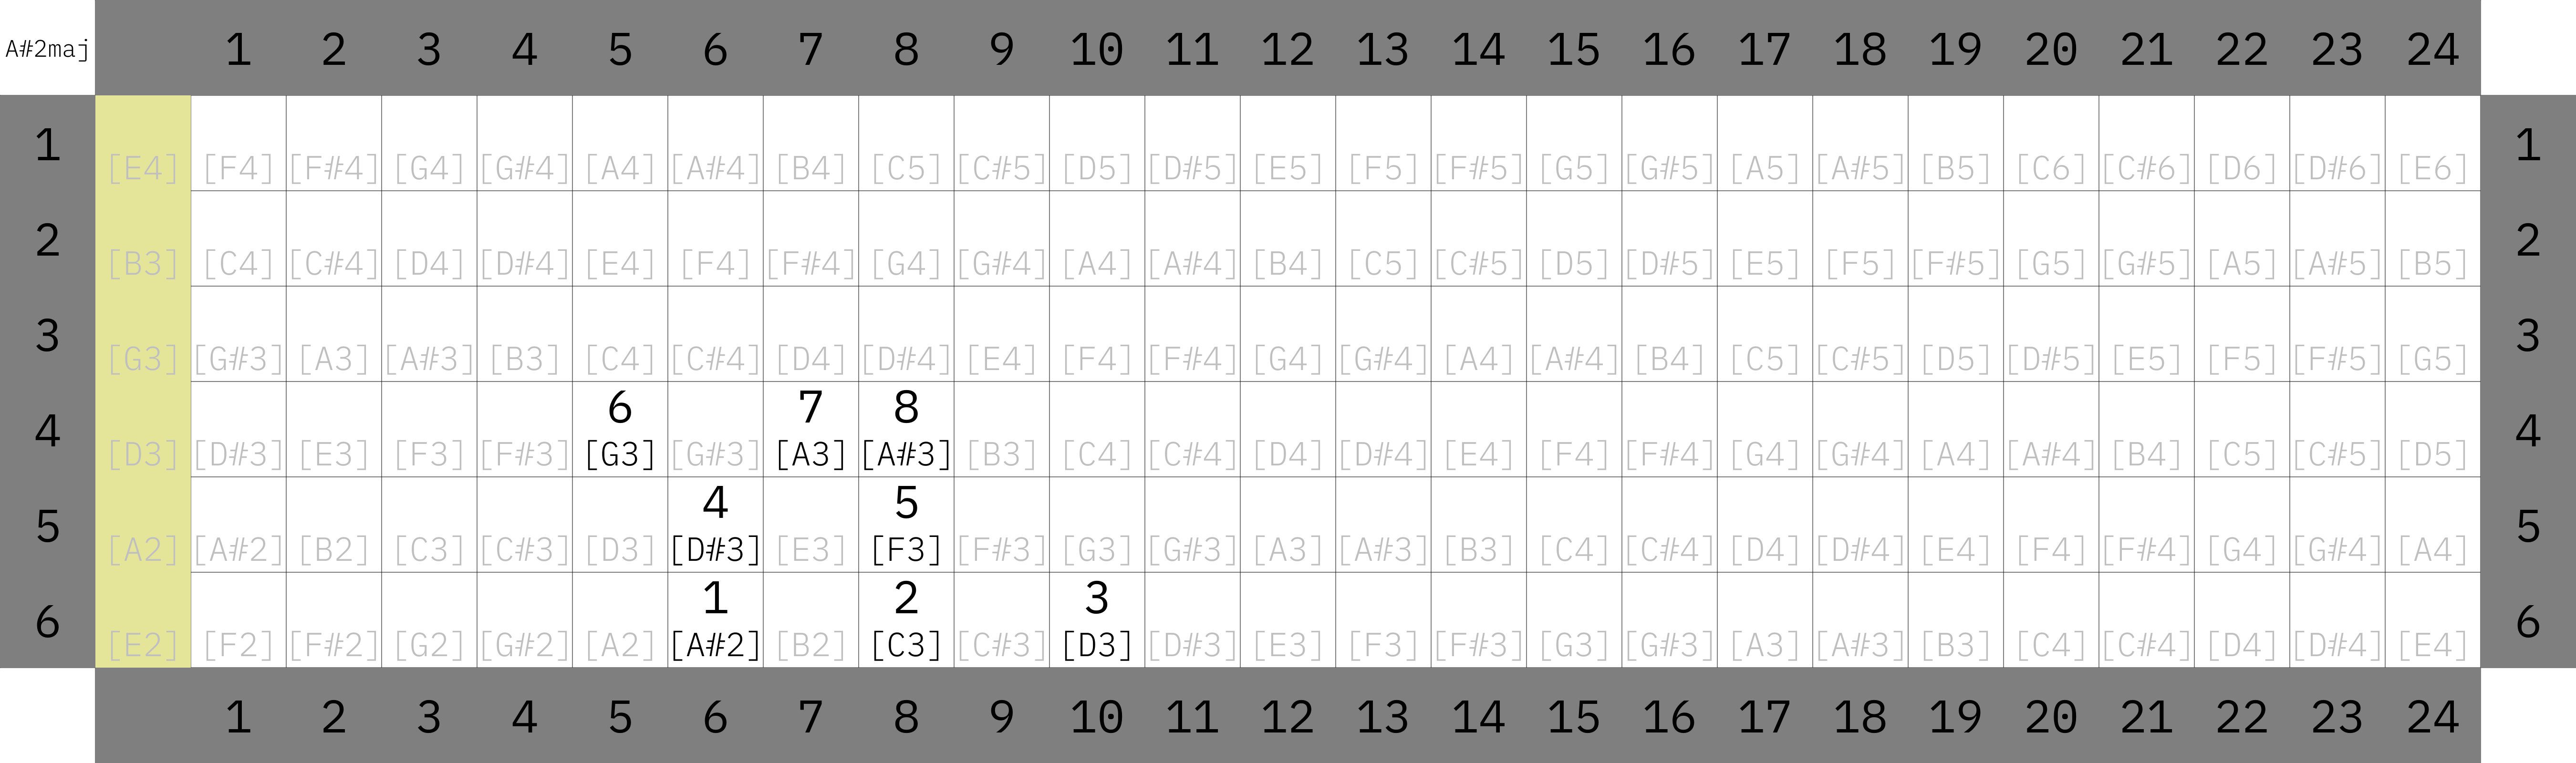 A#2maj 1 2 3 4 5 6 7 8 9 10 11 12 13 14 15 16 17 18 19 20 21 22 23 24
1 [E4] [F4] [F#4] [G4] [G#4] [A4] [A#4] [B4] [C5] [C#5] [D5] [D#5] [E5] [F5] [F#5] [G5] [G#5] [A5] [A#5] [B5] [C6] [C#6] [D6] [D#6] [E6] 1
2 [B3] [C4] [C#4] [D4] [D#4] [E4] [F4] [F#4] [G4] [G#4] [A4] [A#4] [B4] [C5] [C#5] [D5] [D#5] [E5] [F5] [F#5] [G5] [G#5] [A5] [A#5] [B5] 2
3 [G3] [G#3] [A3] [A#3] [B3] [C4] [C#4] [D4] [D#4] [E4] [F4] [F#4] [G4] [G#4] [A4] [A#4] [B4] [C5] [C#5] [D5] [D#5] [E5] [F5] [F#5] [G5] 3
6 7 8
4 [D3] [D#3] [E3] [F3] [F#3] [G3] [G#3] [A3] [A#3] [B3] [C4] [C#4] [D4] [D#4] [E4] [F4] [F#4] [G4] [G#4] [A4] [A#4] [B4] [C5] [C#5] [D5] 4
4 5
5 [A2] [A#2] [B2] [C3] [C#3] [D3] [D#3] [E3] [F3] [F#3] [G3] [G#3] [A3] [A#3] [B3] [C4] [C#4] [D4] [D#4] [E4] [F4] [F#4] [G4] [G#4] [A4] 5
1 2 3
6 [E2] [F2] [F#2] [G2] [G#2] [A2] [A#2] [B2] [C3] [C#3] [D3] [D#3] [E3] [F3] [F#3] [G3] [G#3] [A3] [A#3] [B3] [C4] [C#4] [D4] [D#4] [E4] 6
1 2 3 4 5 6 7 8 9 10 11 12 13 14 15 16 17 18 19 20 21 22 23 24